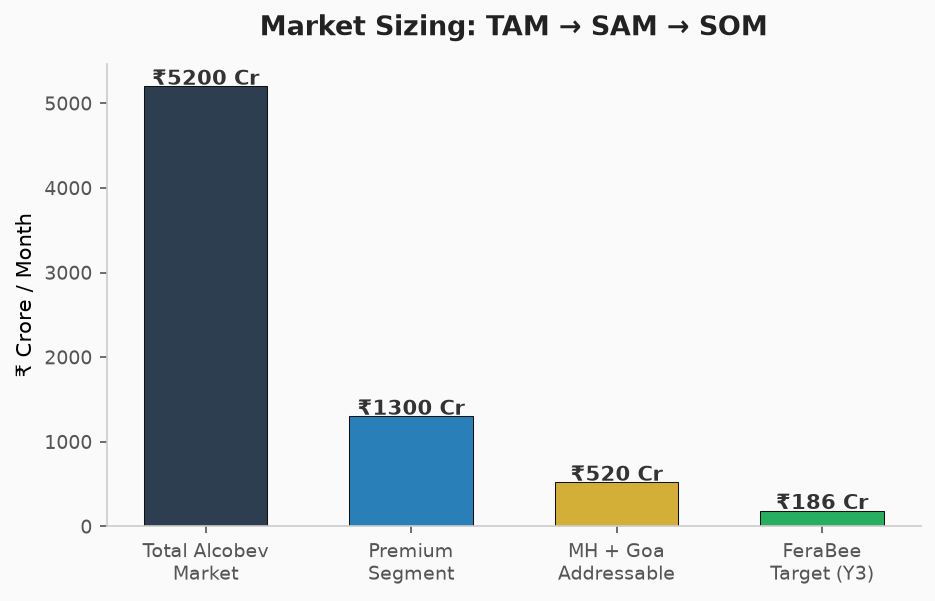 Market Sizing: TAM → SAM → SOM
₹ Crore / Month
5000
4000
3000
2000
1000
0
₹5200 Cr
₹1300 Cr
₹520 Cr
₹186 Cr
Total Alcobev
Market
Premium
Segment
MH + Goa
Addressable
FeraBee
Target (Y3)